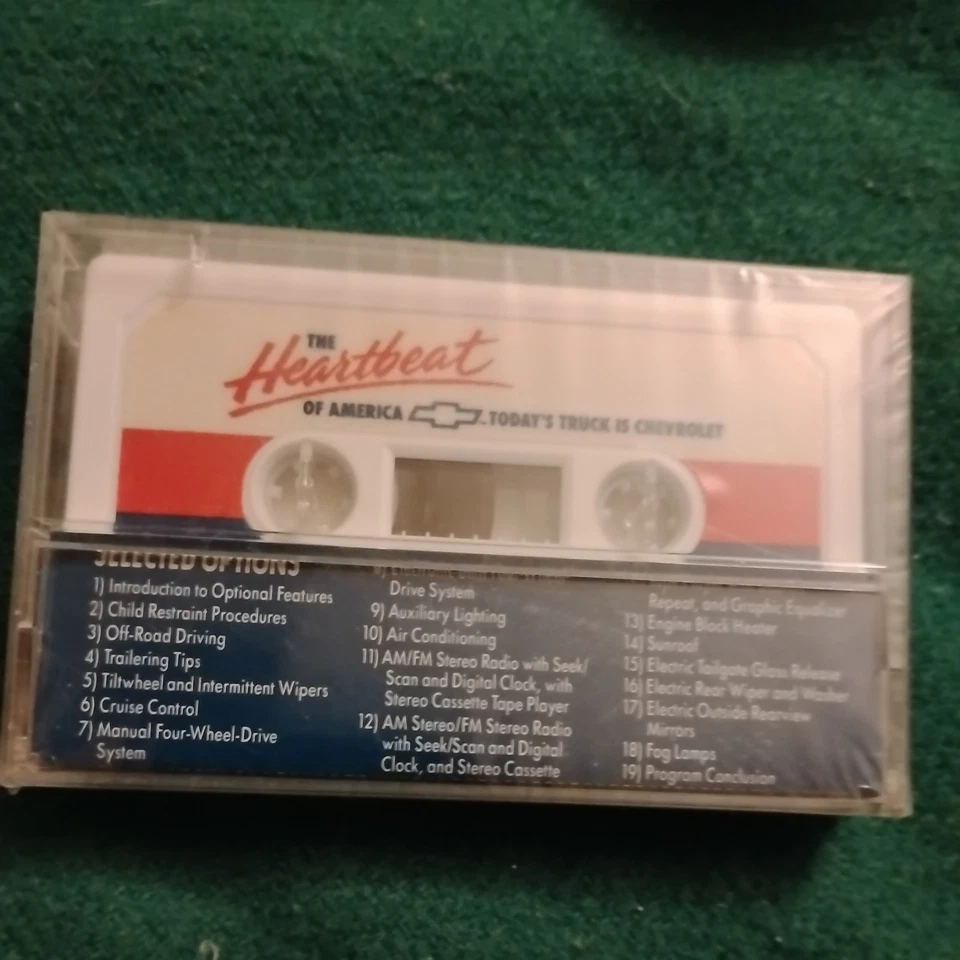 THE
Heartbeat
OF AMERICA TODAY'S TRUCK IS CHEVROLET
SELECTED OPTIONS
1) Introduction to Optional Features
2) Child Restraint Procedures
3) Off-Road Driving
4) Trailering Tips
5) Tiltwheel and Intermittent Wipers
6) Cruise Control
7) Manual Four-Wheel-Drive
System
Drive System
9) Auxiliary Lighting
10) Air Conditioning
11) AM/FM Stereo Radio with Seek/
Scan and Digital Clock, with
Stereo Cassette Tape Player
12) AM Stereo/FM Stereo Radio
with Seek/Scan and Digital
Clock, and Stereo Cassette
Repeat, and Graphic
13) Engine Block Heater
14) Sunroof
15) Electric Tailgate Glass Release
16) Electric Rear Wiper and Washer
17) Electric Outside Rearview
Mirrors
18) Fog Lamps
19) Program Conclusion